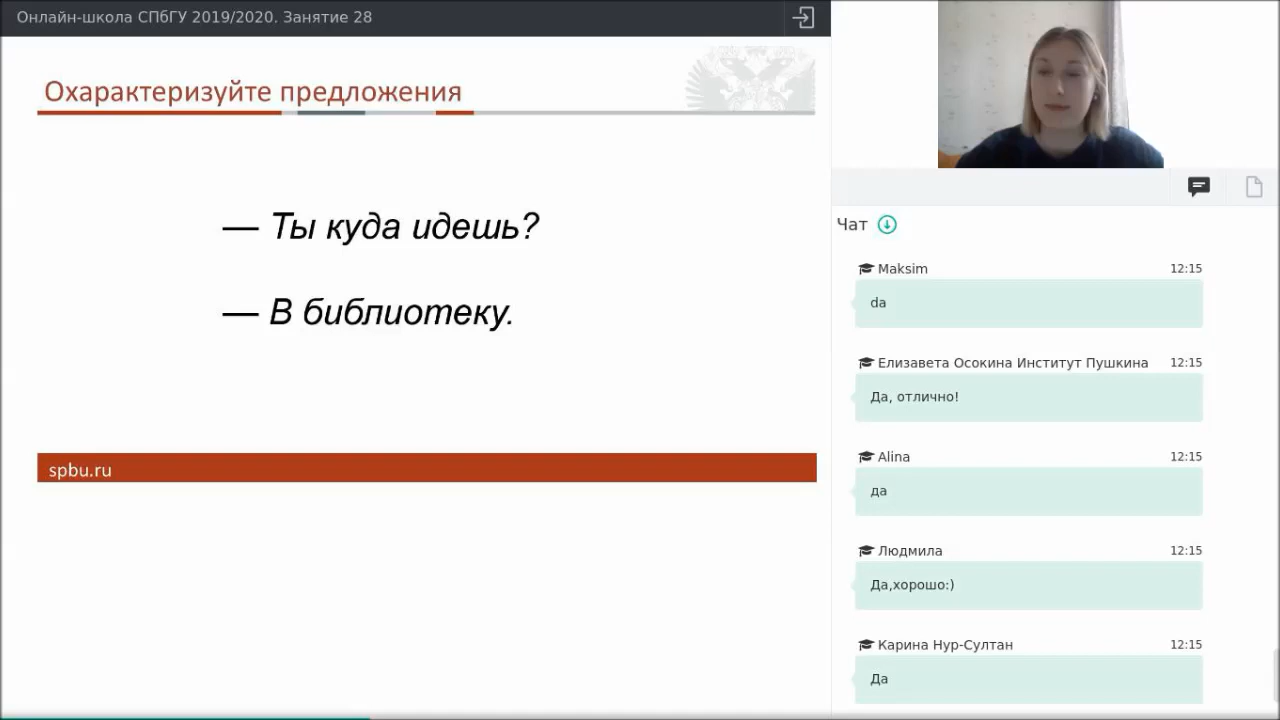 Онлайн-школа СПбГУ 2019/2020. Занятие 28
Охарактеризуйте предложения
— Ты куда идешь?
— В библиотеку.
spbu.ru
Чат
Maksim 12:15
da
Елизавета Осокина Институт Пушкина 12:15
Да, отлично!
Alina 12:15
да
Людмила 12:15
Да,хорошо:)
Карина Нур-Султан 12:15
Да